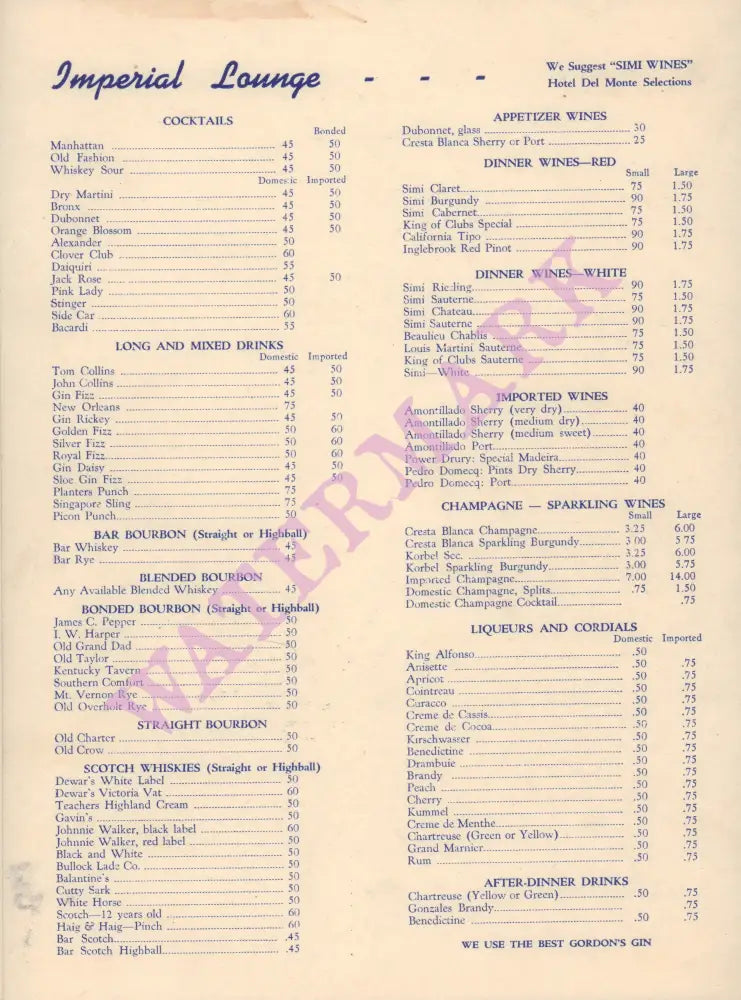 Imperial Lounge - - -
We Suggest "SIMI WINES"
Hotel Del Monte Selections
COCKTAILS
Bonded
Manhattan 45 50
Old Fashion 45 50
Whiskey Sour 45 50
Domestic Imported
Dry Martini 45 50
Bronx 45 50
Dubonnet 45 50
Orange Blossom 45 50
Alexander 50
Clover Club 60
Daiquiri 55
Jack Rose 45 50
Pink Lady 50
Stinger 50
Side Car 60
Bacardi 55
LONG AND MIXED DRINKS
Domestic Imported
Tom Collins 45 50
John Collins 45 50
Gin Fizz 45 50
New Orleans 75
Gin Rickey 45 50
Golden Fizz 50 60
Silver Fizz 50 60
Royal Fizz 50 60
Gin Daisy 45 50
Sloe Gin Fizz 45 50
Planters Punch 75
Singapore Sling 75
Picon Punch 50
BAR BOURBON (Straight or Highball)
Bar Whiskey 45
Bar Rye 45
BLENDED BOURBON
Any Available Blended Whiskey 45
BONDED BOURBON (Straight or Highball)
James C. Pepper 50
I. W. Harper 50
Old Grand Dad 50
Old Taylor 50
Kentucky Tavern 50
Southern Comfort 50
Mt. Vernon Rye 50
Old Overholt Rye 50
STRAIGHT BOURBON
Old Charter 50
Old Crow 50
SCOTCH WHISKIES (Straight or Highball)
Dewar's White Label 50
Dewar's Victoria Vat 60
Teachers Highland Cream 50
Gavin's 50
Johnnie Walker, black label 60
Johnnie Walker, red label 50
Black and White 50
Bullock Lade Co. 50
Balantine's 50
Cutty Sark 50
White Horse 50
Scotch—12 years old 60
Haig & Haig—Pinch 60
Bar Scotch .45
Bar Scotch Highball .45
APPETIZER WINES
Dubonnet, glass 30
Cresta Blanca Sherry or Port 25
DINNER WINES—RED
Small Large
Simi Claret 75 1.50
Simi Burgundy 90 1.75
Simi Cabernet 75 1.50
King of Clubs Special 75 1.50
California Tipo 90 1.75
Inglebrook Red Pinot 90 1.75
DINNER WINES—WHITE
Simi Riesling 90 1.75
Simi Sauterne 75 1.50
Simi Chateau 90 1.75
Simi Sauterne 90 1.75
Beaulieu Chablis 75 1.50
Louis Martini Sauterne 75 1.50
King of Clubs Sauterne 75 1.50
Simi—White 90 1.75
IMPORTED WINES
Amontillado Sherry (very dry) 40
Amontillado Sherry (medium dry) 40
Amontillado Sherry (medium sweet) 40
Amontillado Port 40
Power Drury: Special Madeira 40
Pedro Domecq: Pints Dry Sherry 40
Pedro Domecq: Port 40
CHAMPAGNE — SPARKLING WINES
Small Large
Cresta Blanca Champagne 3.25 6.00
Cresta Blanca Sparkling Burgundy 3 00 5 75
Korbel Sec. 3.25 6.00
Korbel Sparkling Burgundy 3.00 5.75
Imported Champagne 7.00 14.00
Domestic Champagne, Splits .75 1.50
Domestic Champagne Cocktail .75
LIQUEURS AND CORDIALS
Domestic Imported
King Alfonso .50
Anisette .50 .75
Apricot .50 .75
Cointreau .50 .75
Curacco .50 .75
Creme de Cassis .50 .75
Creme de Cocoa .50 .75
Kirschwasser .50 .75
Benedictine .50 .75
Drambuie .50 .75
Brandy .50 .75
Peach .50 .75
Cherry .50 .75
Kummel .50 .75
Creme de Menthe .50 .75
Chartreuse (Green or Yellow) .50 .75
Grand Marnier .50 .75
Rum .50 .75
AFTER-DINNER DRINKS
Chartreuse (Yellow or Green) .50 .75
Gonzales Brandy .75
Benedictine .50 .75
WE USE THE BEST GORDON'S GIN
WATERMARK